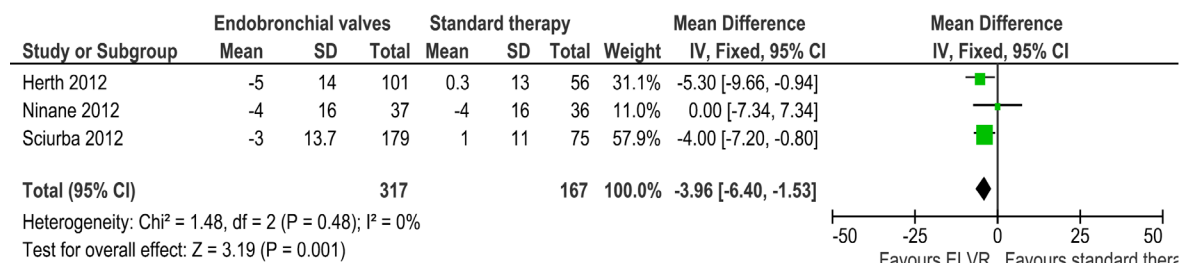 Endobronchial valves Standard therapy Mean Difference Mean Difference
Study or Subgroup Mean SD Total Mean SD Total Weight IV, Fixed, 95% CI IV, Fixed, 95% CI
Herth 2012 -5 14 101 0.3 13 56 31.1% -5.30 [-9.66, -0.94]
Ninane 2012 -4 16 37 -4 16 36 11.0% 0.00 [-7.34, 7.34]
Sciurba 2012 -3 13.7 179 1 11 75 57.9% -4.00 [-7.20, -0.80]
Total (95% CI) 317 167 100.0% -3.96 [-6.40, -1.53]
Heterogeneity: Chi² = 1.48, df = 2 (P = 0.48); I² = 0%
Test for overall effect: Z = 3.19 (P = 0.001)
-50 -25 0 25 50
Favours ELVR Favours standard